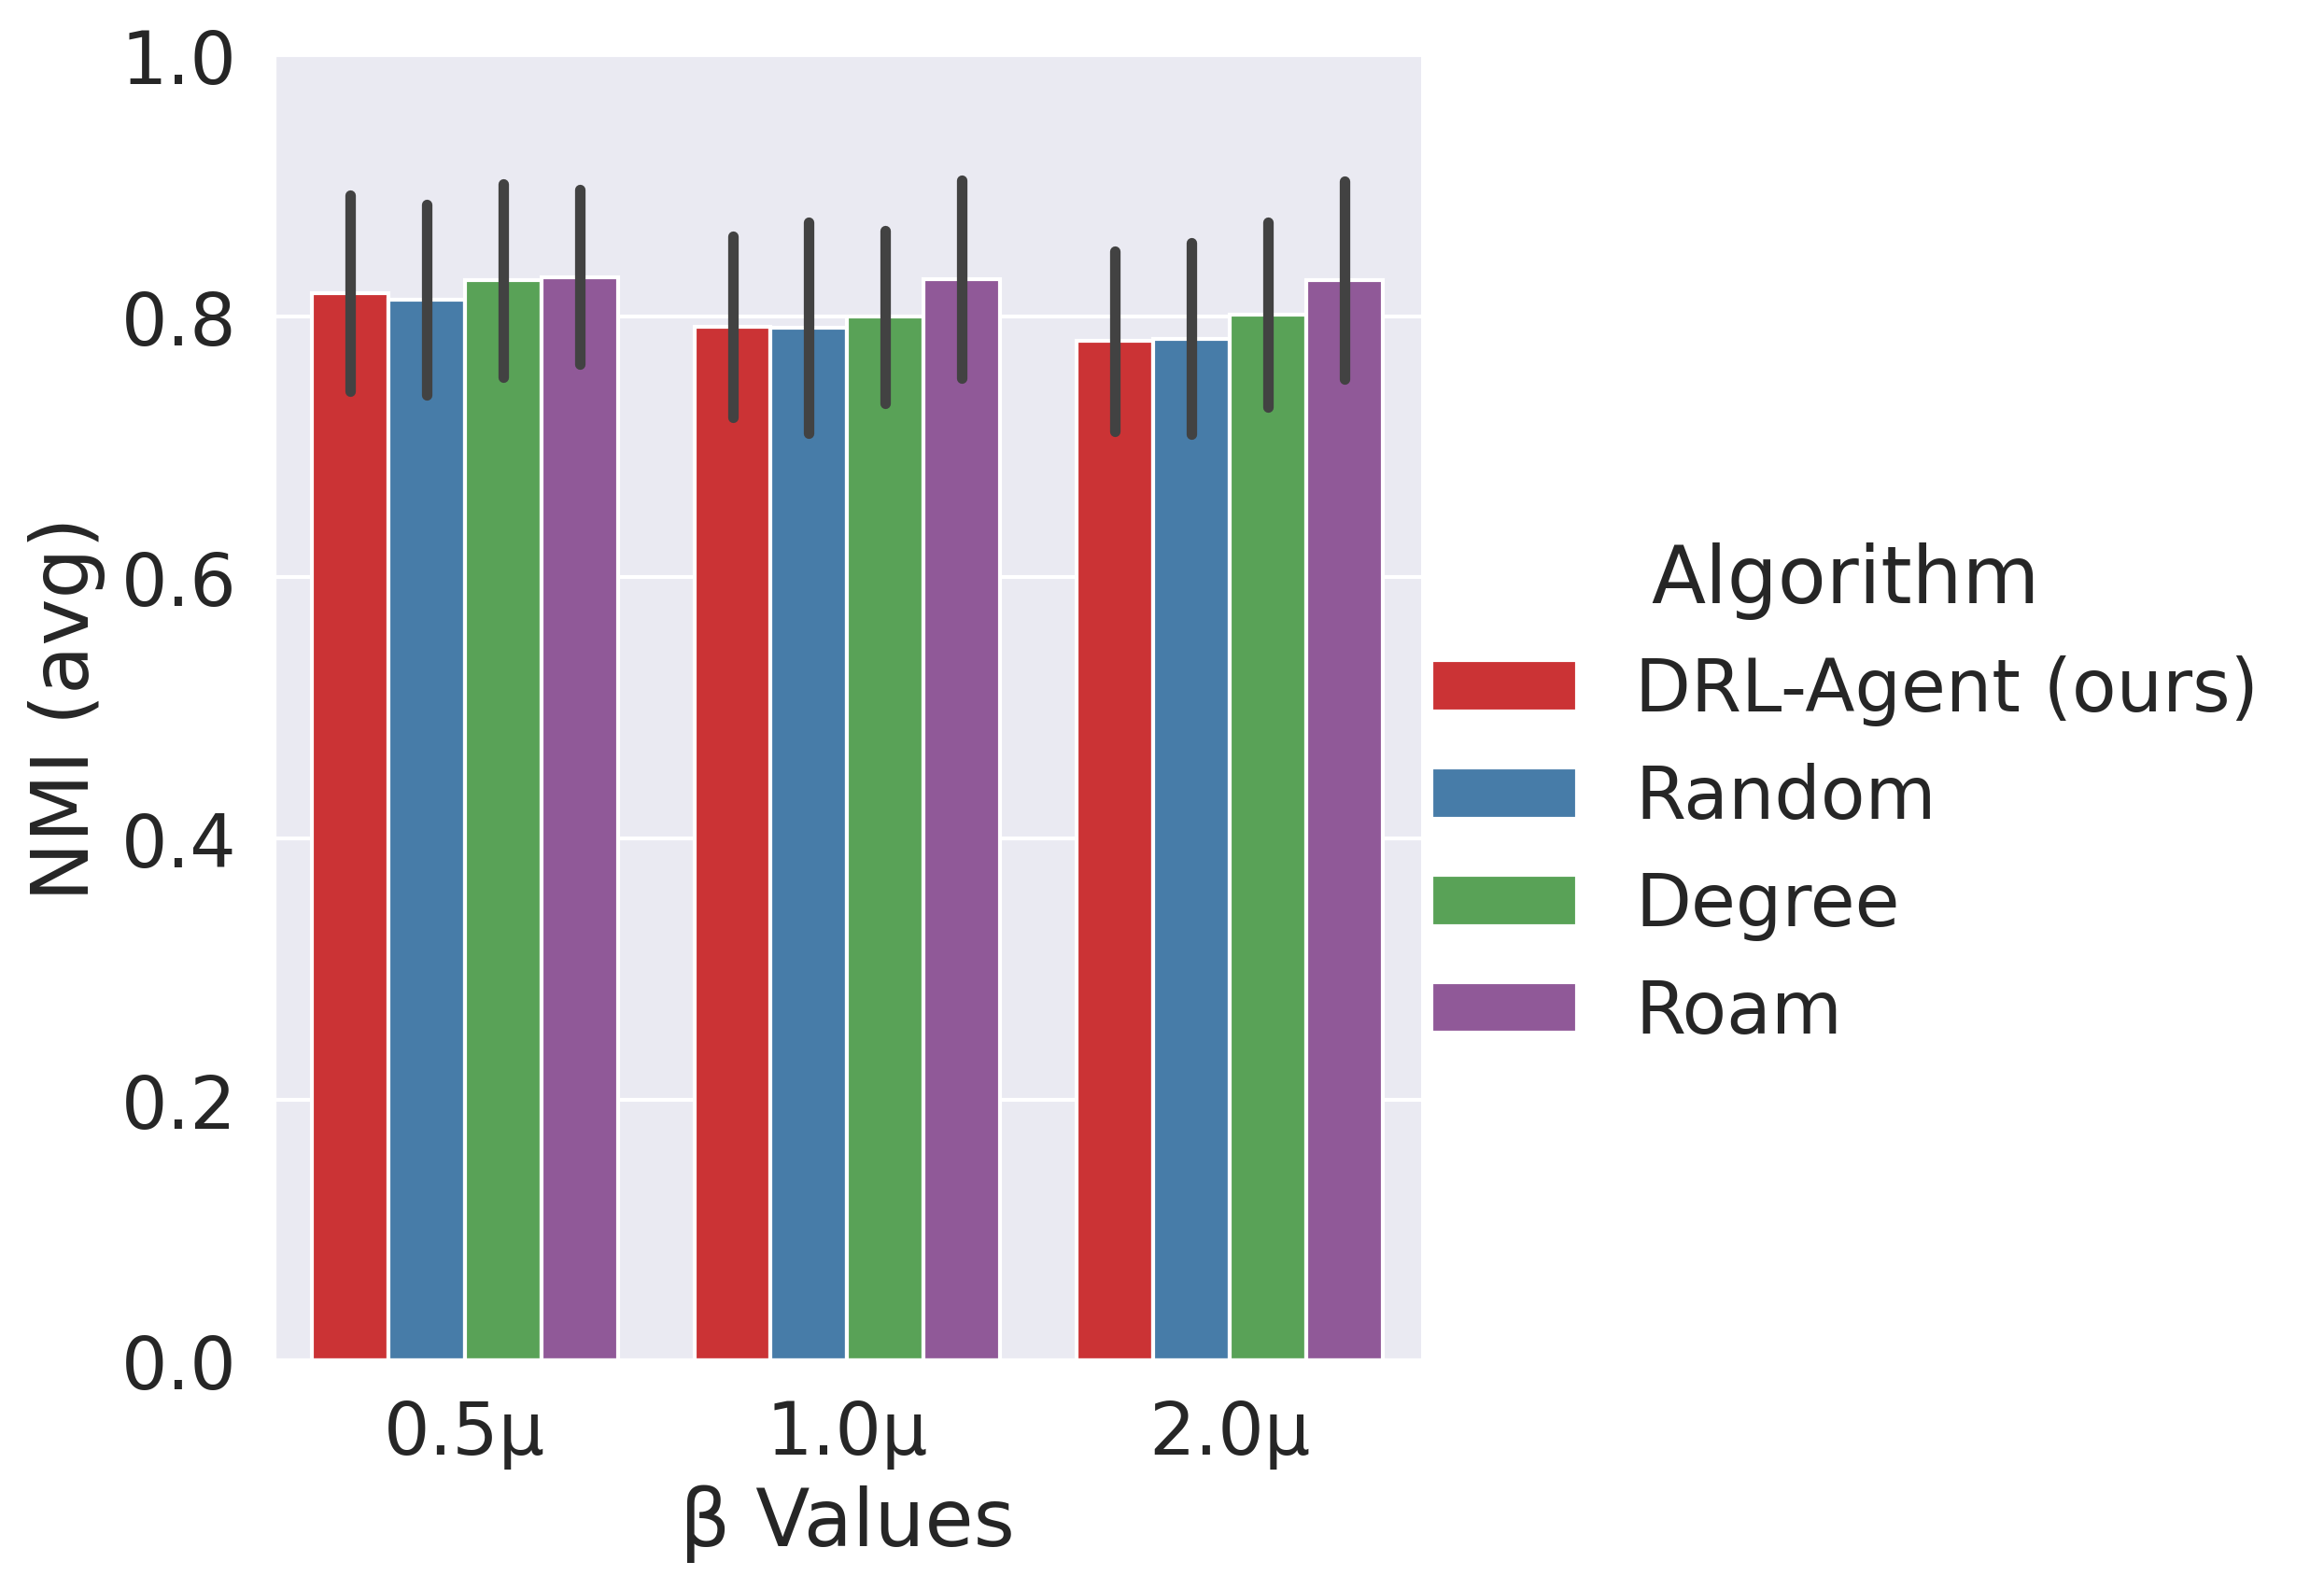 1.0
0.8
0.6
0.4
0.2
0.0
NMI (avg)
0.5μ 1.0μ 2.0μ
β Values
Algorithm
DRL-Agent (ours)
Random
Degree
Roam